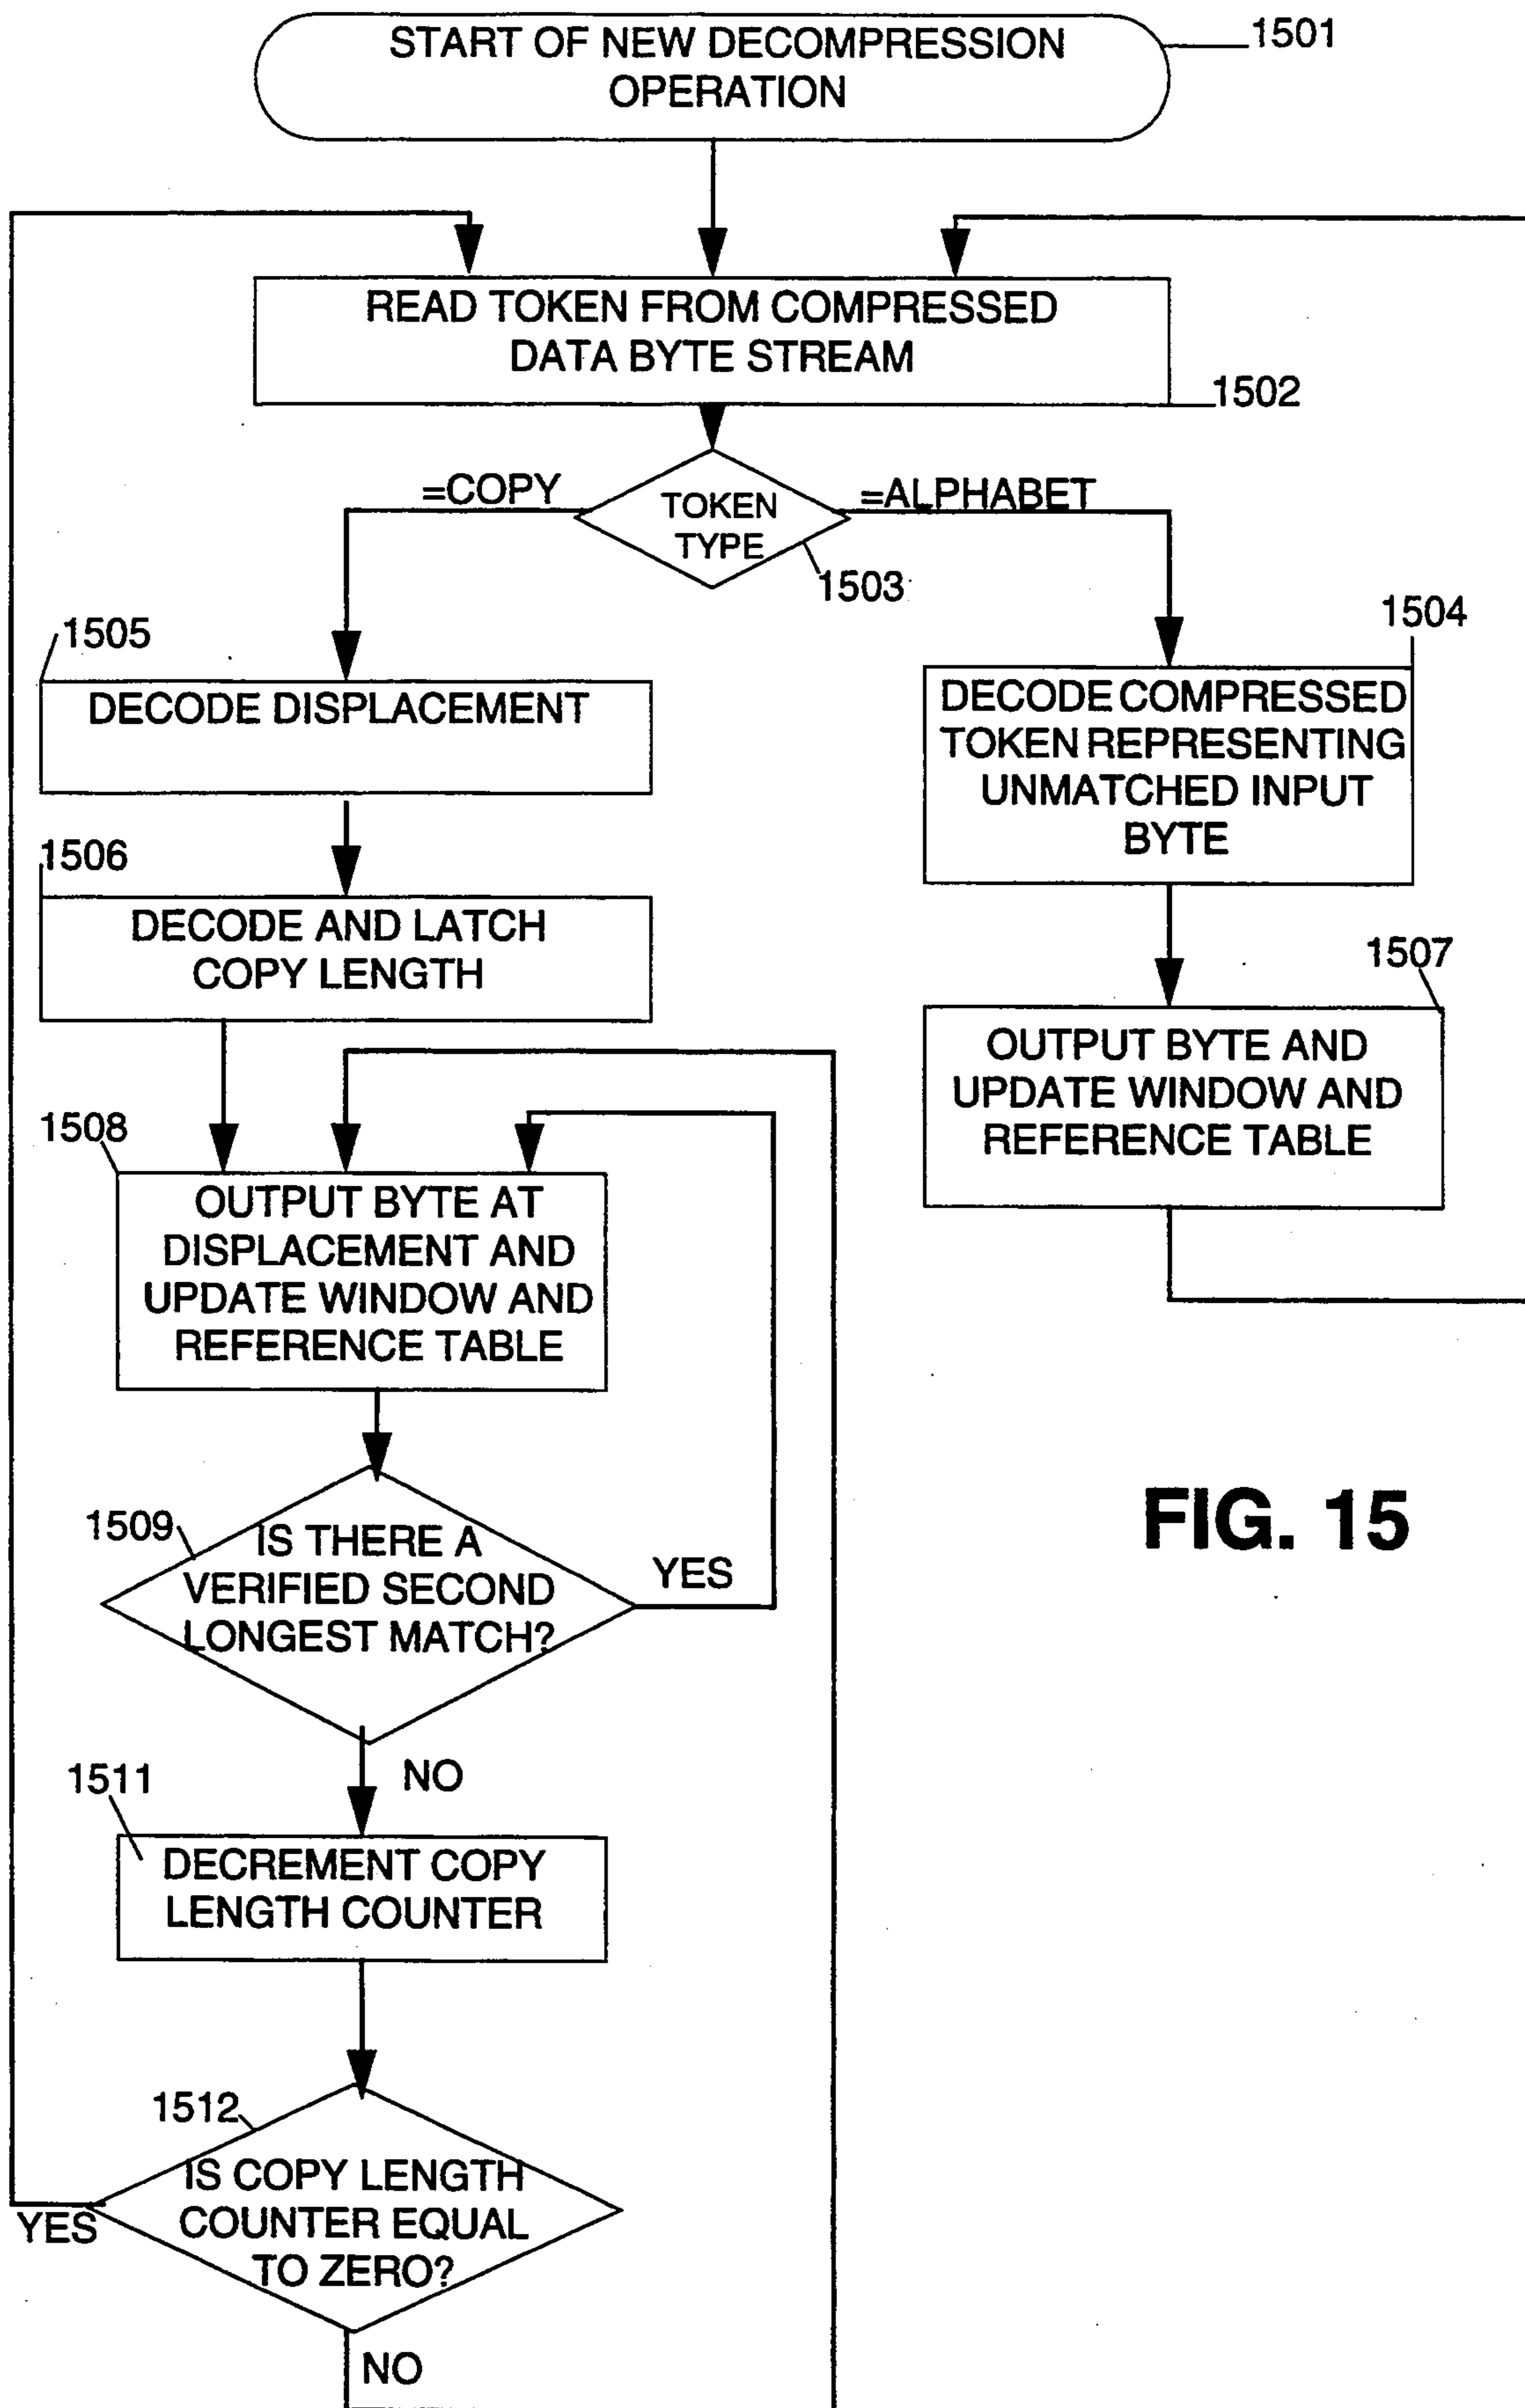 START OF NEW DECOMPRESSION
OPERATION
1501
READ TOKEN FROM COMPRESSED
DATA BYTE STREAM
1502
=COPY
TOKEN
TYPE
=ALPHABET
1503
1505
DECODE DISPLACEMENT
1504
DECODE COMPRESSED
TOKEN REPRESENTING
UNMATCHED INPUT
BYTE
1506
DECODE AND LATCH
COPY LENGTH
1507
OUTPUT BYTE AND
UPDATE WINDOW AND
REFERENCE TABLE
1508
OUTPUT BYTE AT
DISPLACEMENT AND
UPDATE WINDOW AND
REFERENCE TABLE
1509
IS THERE A
VERIFIED SECOND
LONGEST MATCH?
YES
FIG. 15
NO
1511
DECREMENT COPY
LENGTH COUNTER
1512
IS COPY LENGTH
COUNTER EQUAL
TO ZERO?
YES
NO